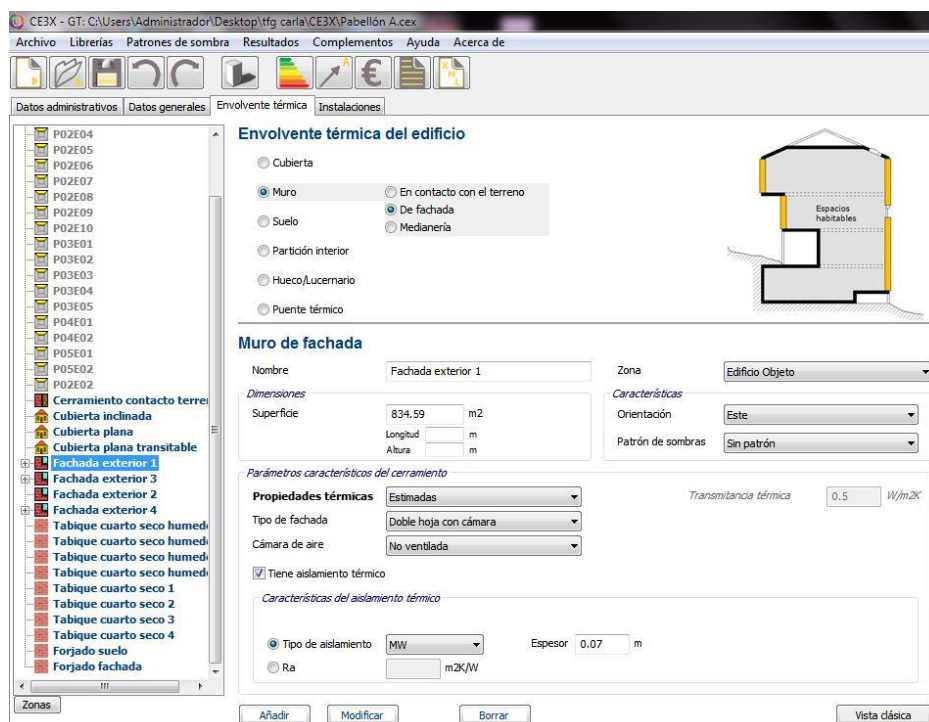 CE3X - GT: C:\Users\Administrador\Desktop\tfg carla\CE3X\Pabellón A.cex
Archivo Librerías Patrones de sombra Resultados Complementos Ayuda Acerca de
Datos administrativos Datos generales Envolvente térmica Instalaciones
P02E04
P02E05
P02E06
P02E07
P02E08
P02E09
P02E10
P03E01
P03E02
P03E03
P03E04
P03E05
P04E01
P04E02
P05E01
P05E02
P02E02
Cerramiento contacto terre
Cubierta inclinada
Cubierta plana
Cubierta plana transitable
Fachada exterior 1
Fachada exterior 3
Fachada exterior 2
Fachada exterior 4
Tabique cuarto seco humed
Tabique cuarto seco humed
Tabique cuarto seco humed
Tabique cuarto seco humed
Tabique cuarto seco 1
Tabique cuarto seco 2
Tabique cuarto seco 3
Tabique cuarto seco 4
Forjado suelo
Forjado fachada
Zonas
Envolvente térmica del edificio
Cubierta
Muro En contacto con el terreno
De fachada
Suelo
Medianería
Partición interior
Hueco/Lucernario
Puente térmico
Espacios
habitables
Muro de fachada
Nombre Fachada exterior 1 Zona Edificio Objeto
Dimensiones Características
Superficie 834.59 m2 Orientación Este
Longitud m
Altura m
Patrón de sombras Sin patrón
Parámetros característicos del cerramiento
Propiedades térmicas Estimadas Transmitancia térmica 0.5 W/m2K
Tipo de fachada Doble hoja con cámara
Cámara de aire No ventilada
Tiene aislamiento térmico
Características del aislamiento térmico
Tipo de aislamiento MW Espesor 0.07 m
Ra m2K/W
Añadir Modificar Borrar Vista clásica